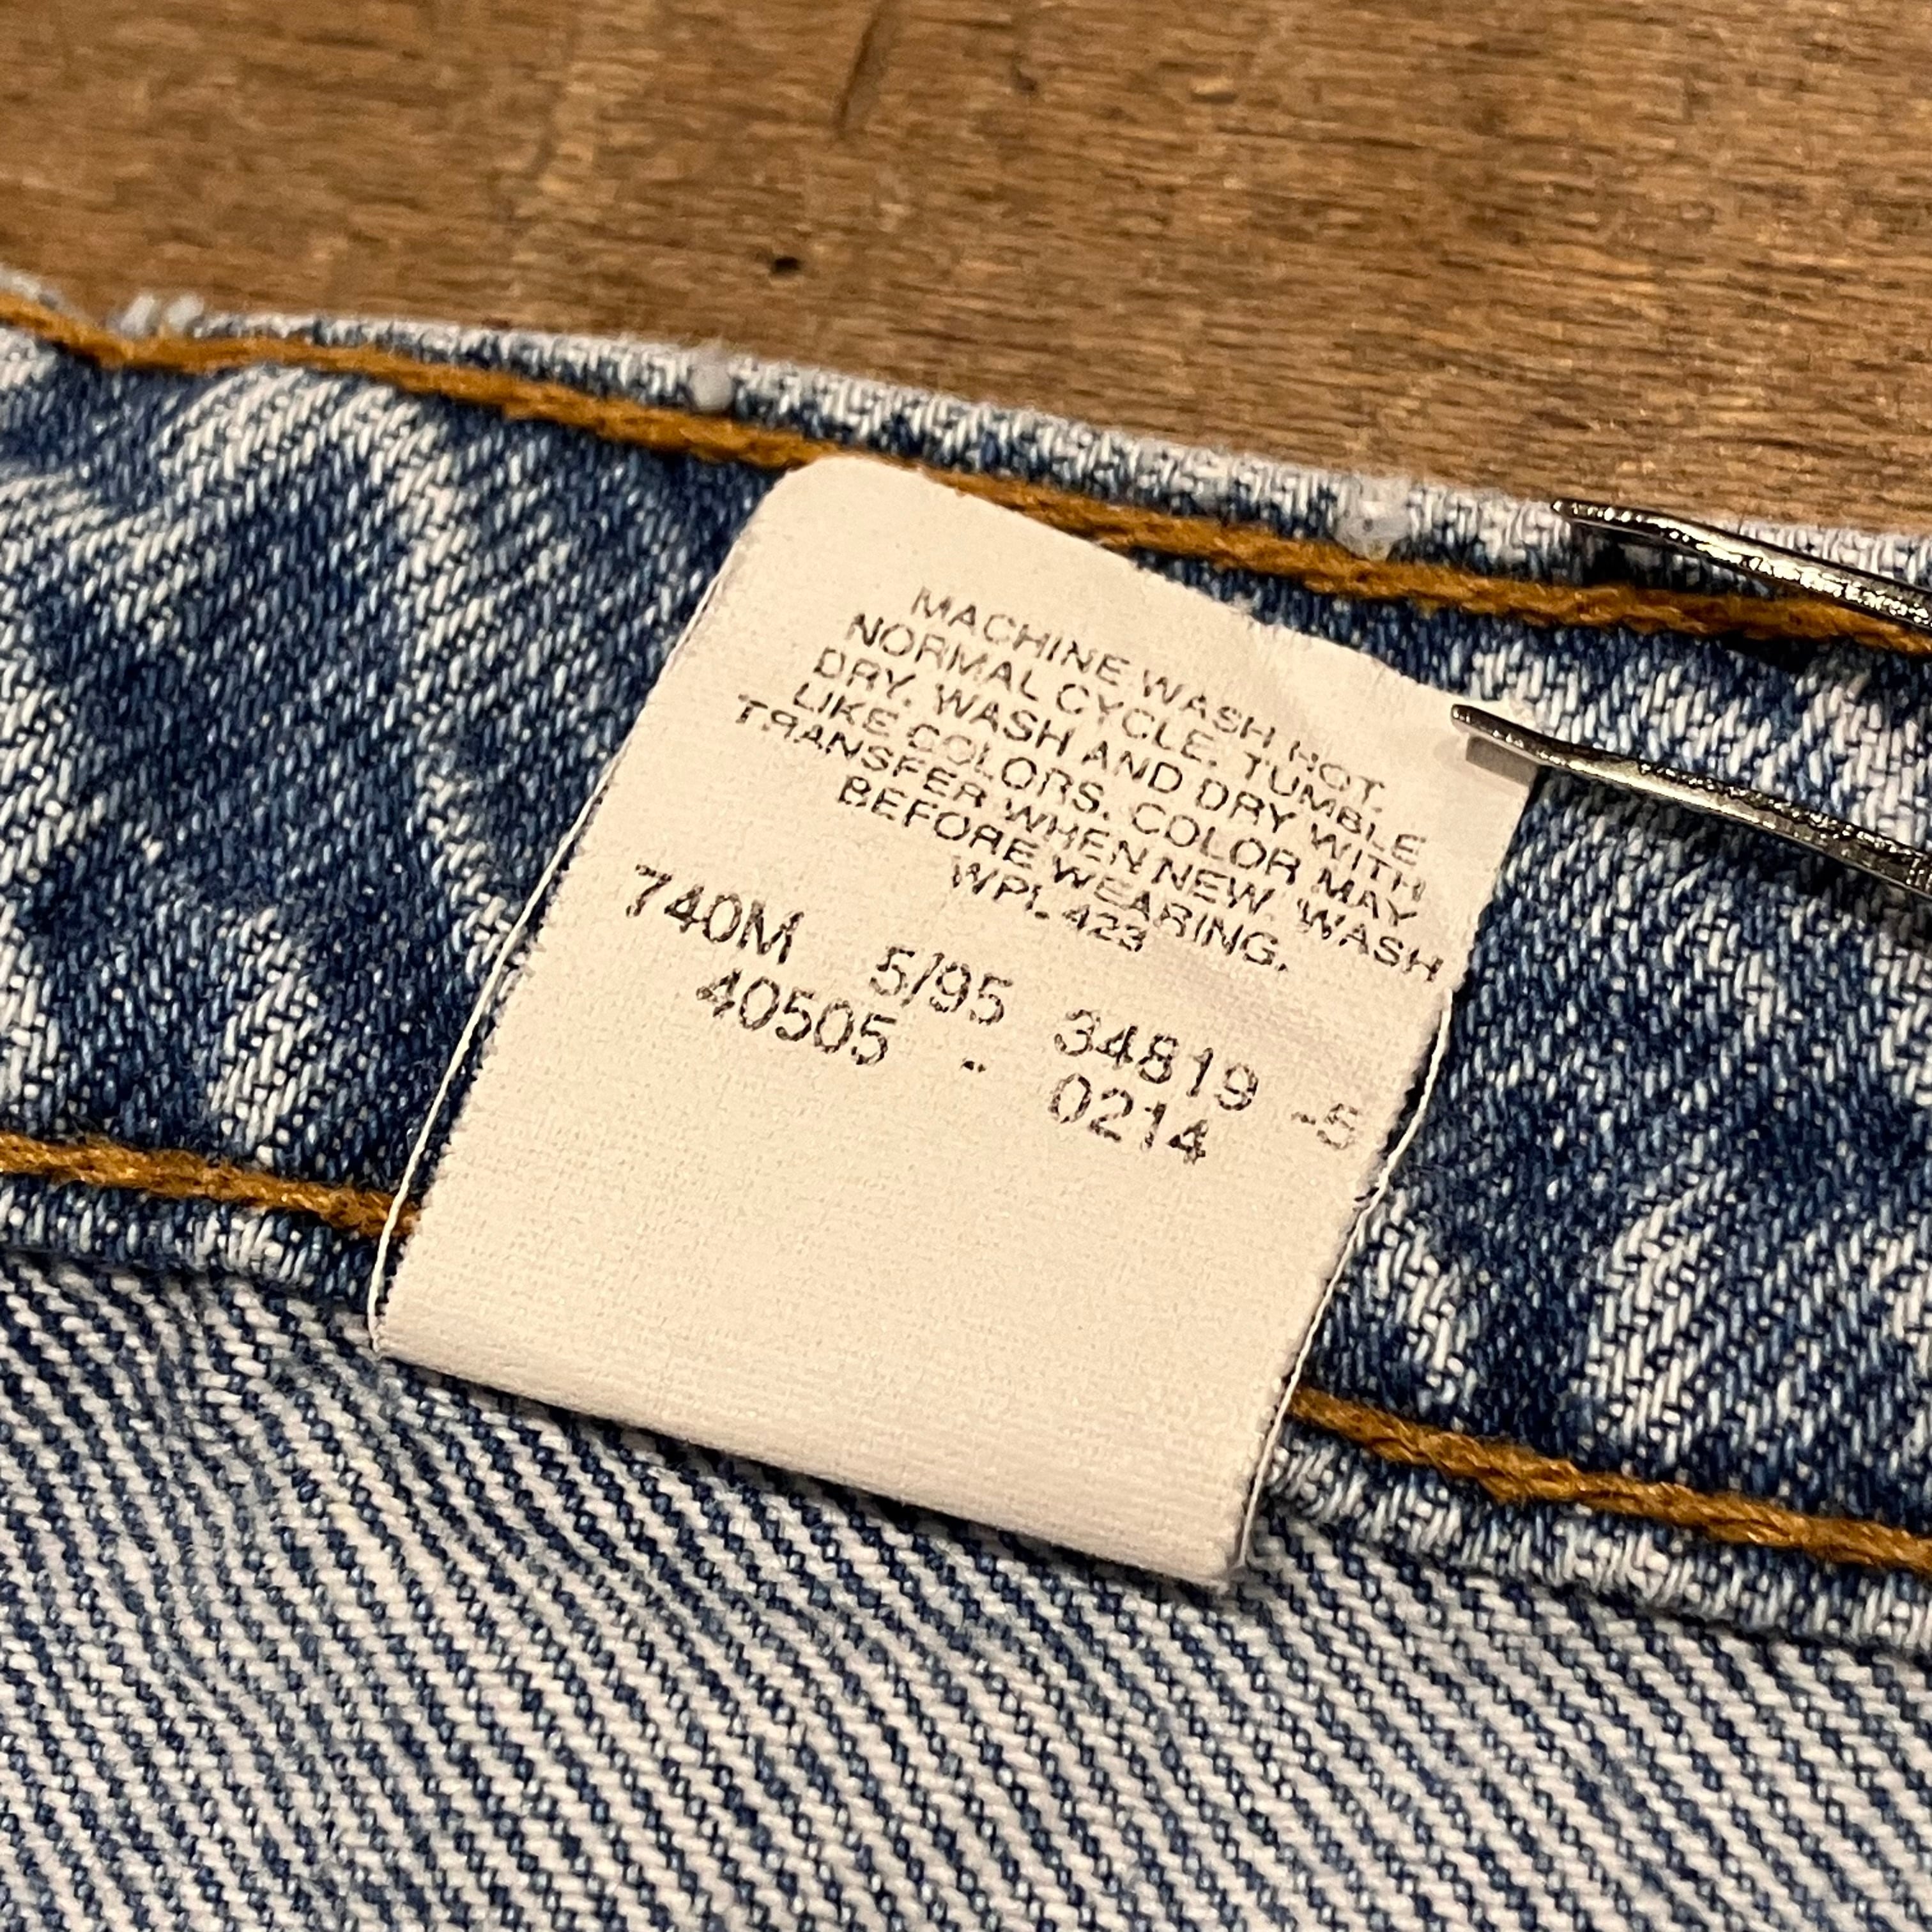 MACHINE WASH HOT.
NORMAL CYCLE. TUMBLE
DRY. WASH AND DRY WITH
LIKE COLORS. COLOR MAY
TRANSFER WHEN NEW. WASH
BEFORE WEARING.
WPL 423
740M 5/95 34819 -5
40505 - 0214